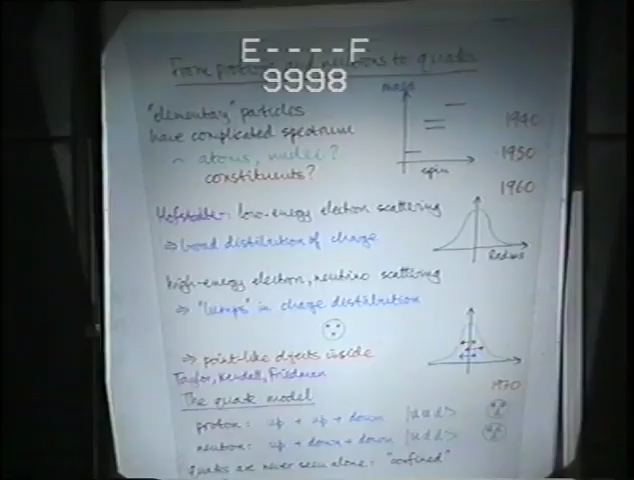 E----F
9998
From protons and neutrons to quarks
"elementary" particles
have complicated spectrum
~ atoms, nuclei?
constituents?
mass
spin
1940
1950
1960
Hofstadter: low-energy electron scattering
⇒ broad distribution of charge
Radius
high-energy electron, neutrino scattering
⇒ "lumps" in charge distribution
⇒ point-like objects inside
Taylor, Kendall, Friedman
1970
The quark model
proton: up + up + down |uud>
neutron: up + down + down |udd>
quarks are never seen alone: "confined"